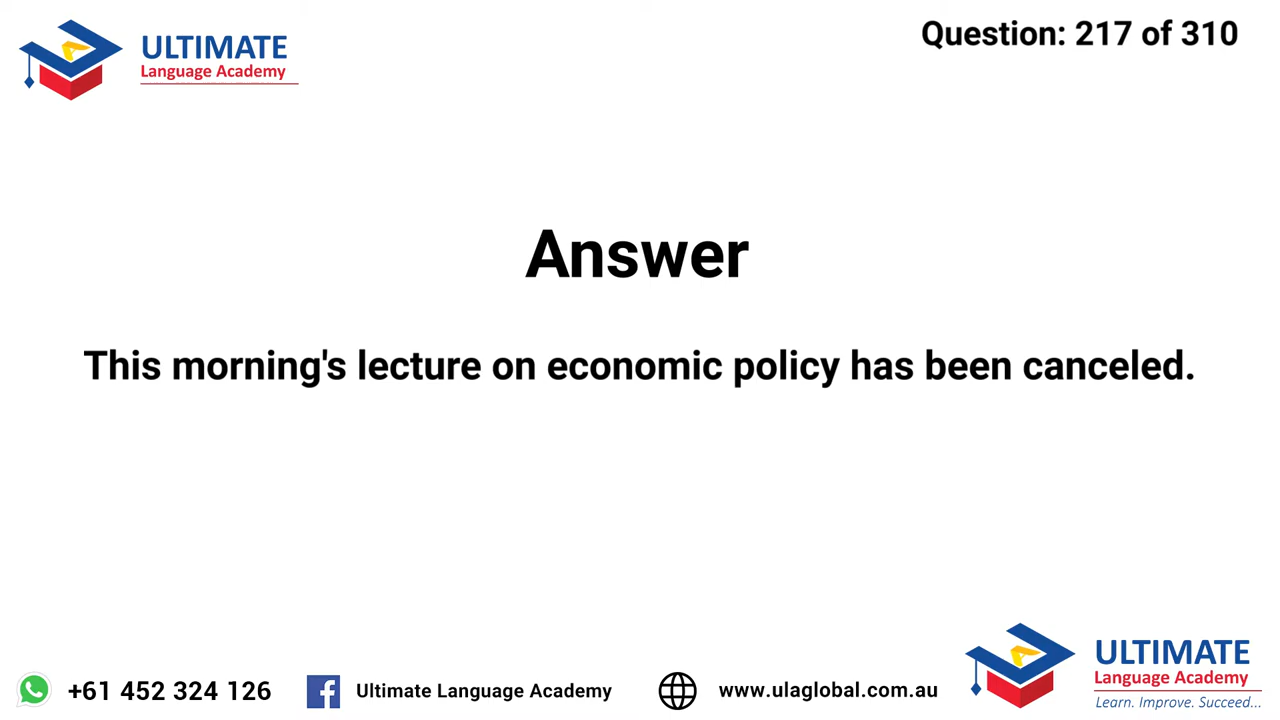 ULTIMATE
Language Academy
Question: 217 of 310
Answer
This morning's lecture on economic policy has been canceled.
+61 452 324 126
Ultimate Language Academy
www.ulaglobal.com.au
ULTIMATE
Language Academy
Learn. Improve. Succeed...